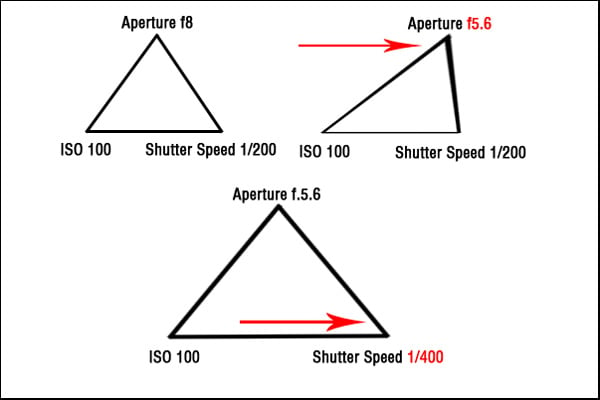 Aperture f8
ISO 100
Shutter Speed 1/200
Aperture f5.6
ISO 100
Shutter Speed 1/200
Aperture f.5.6
ISO 100
Shutter Speed 1/400